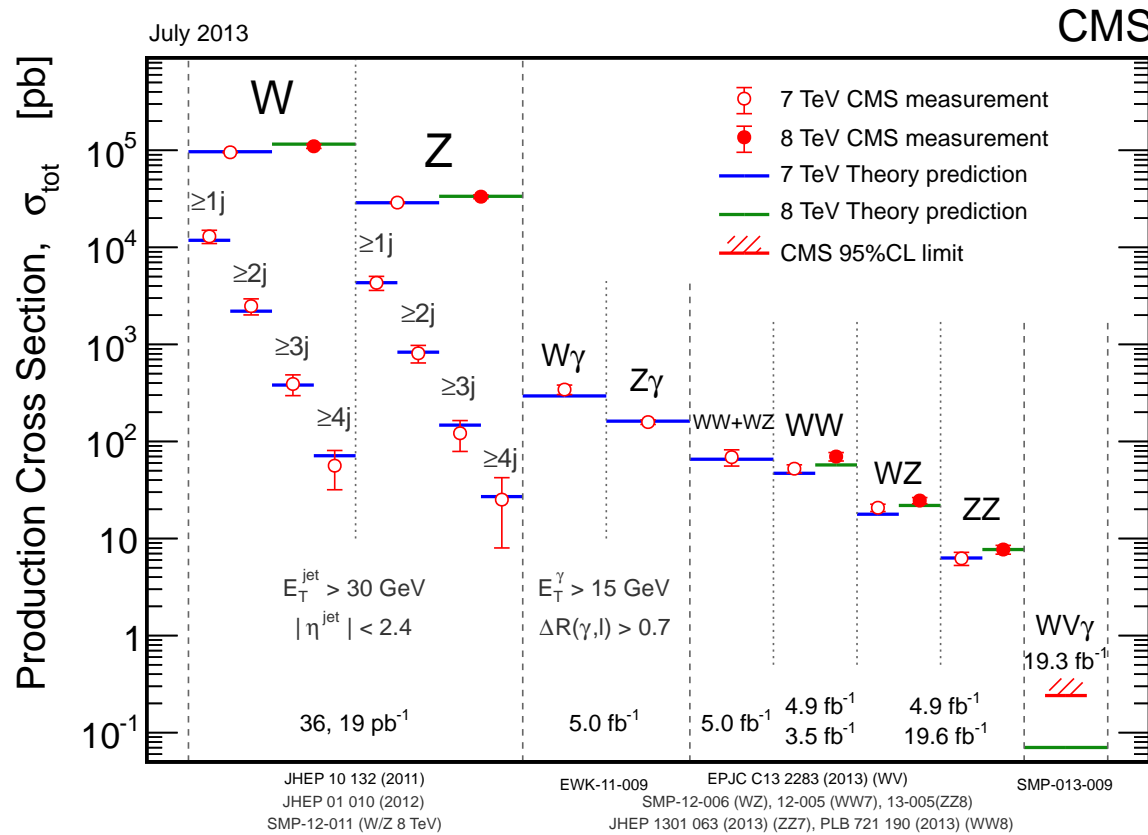 July 2013
CMS
Production Cross Section, σtot [pb]
10^5
10^4
10^3
10^2
10
1
10^-1
W
Z
7 TeV CMS measurement
8 TeV CMS measurement
7 TeV Theory prediction
8 TeV Theory prediction
CMS 95%CL limit
≥1j
≥2j
≥3j
≥4j
≥1j
≥2j
≥3j
≥4j
Wγ
Zγ
WW+WZ
WW
WZ
ZZ
WVγ
19.3 fb^-1
E_T^jet > 30 GeV
| η^jet | < 2.4
E_T^γ > 15 GeV
ΔR(γ,l) > 0.7
36, 19 pb^-1
5.0 fb^-1
5.0 fb^-1
4.9 fb^-1
3.5 fb^-1
4.9 fb^-1
19.6 fb^-1
JHEP 10 132 (2011)
JHEP 01 010 (2012)
SMP-12-011 (W/Z 8 TeV)
EWK-11-009
EPJC C13 2283 (2013) (WV)
SMP-12-006 (WZ), 12-005 (WW7), 13-005(ZZ8)
JHEP 1301 063 (2013) (ZZ7), PLB 721 190 (2013) (WW8)
SMP-013-009